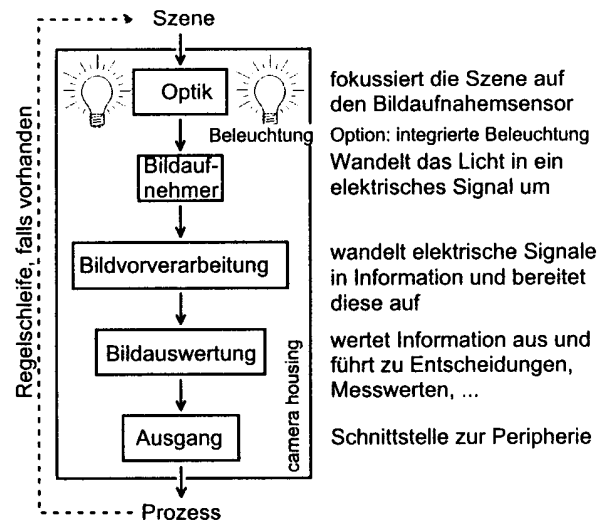 Szene
Optik
fokussiert die Szene auf
den Bildaufnahemsensor
Beleuchtung
Option: integrierte Beleuchtung
Bildauf-
nehmer
Wandelt das Licht in ein
elektrisches Signal um
Bildvorverarbeitung
wandelt elektrische Signale
in Information und bereitet
diese auf
Bildauswertung
wertet Information aus und
führt zu Entscheidungen,
Messwerten, ...
Ausgang
Schnittstelle zur Peripherie
camera housing
Prozess
Regelschleife, falls vorhanden